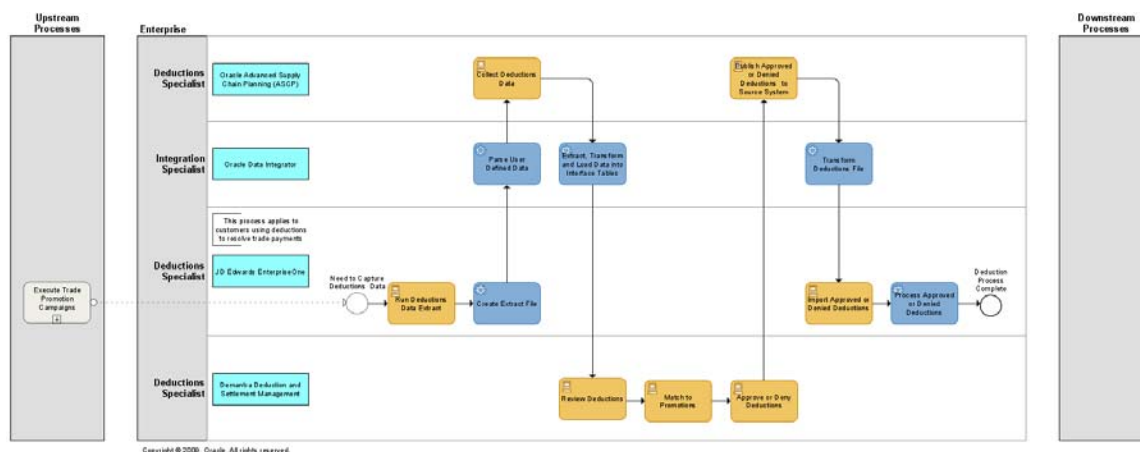 Upstream
Processes
Enterprise
Downstream
Processes
Deductions
Specialist
Oracle Advanced Supply
Chain Planning (ASCP)
Collect Deductions
Data
Publish Approved
or Denied
Deductions to
Source System
Integration
Specialist
Oracle Data Integrator
Parse User
Defined Data
Extract, Transform
and Load Data into
Interface Tables
Transform
Deductions File
This process applies to
customers using deductions
to resolve trade payments
Deductions
Specialist
JD Edwards EnterpriseOne
Execute Trade
Promotion
Campaigns
Need to Capture
Deductions Data
Run Deductions
Data Extract
Create Extract File
Import Approved or
Denied Deductions
Process Approved
or Denied
Deductions
Deduction
Process
Complete
Deductions
Specialist
Demantra Deduction and
Settlement Management
Review Deductions
Match to
Promotions
Approve or Deny
Deductions
Copyright © 2009, Oracle. All rights reserved.